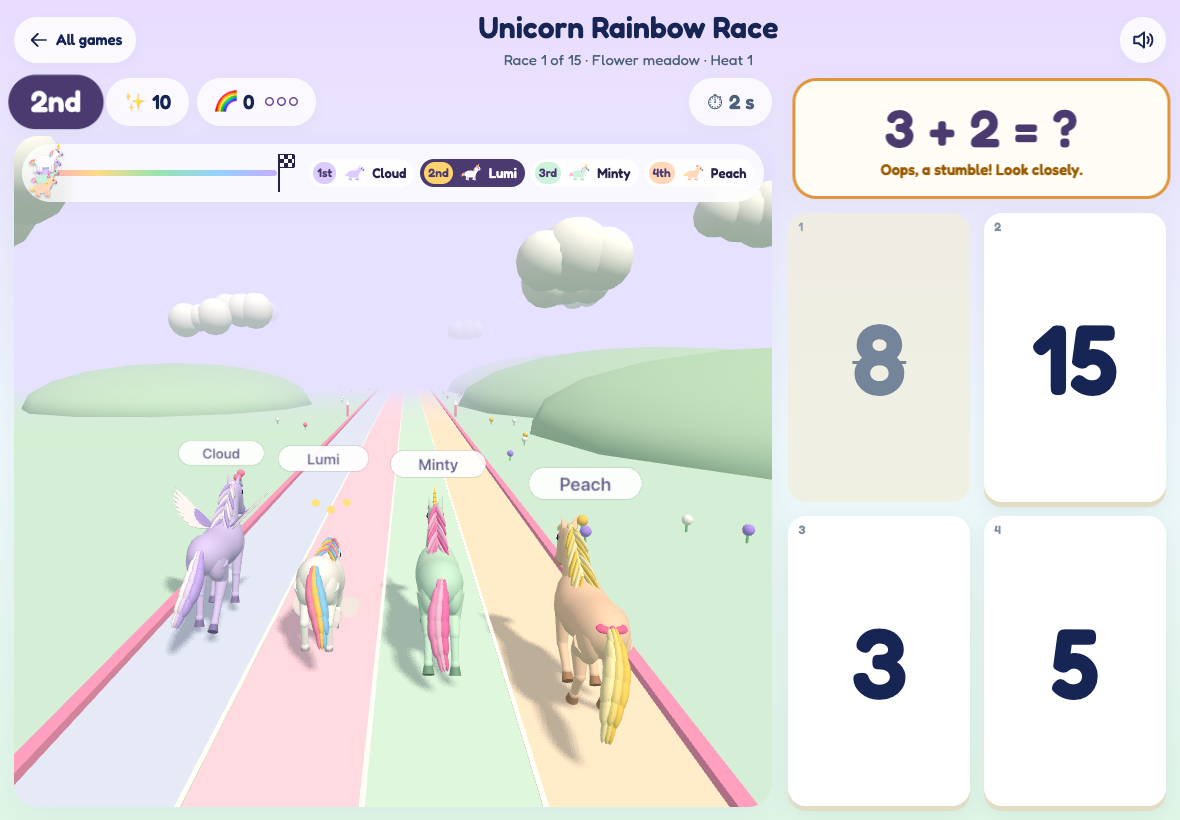 All games
Unicorn Rainbow Race
Race 1 of 15 · Flower meadow · Heat 1
2nd
10
0
2 s
1st Cloud
2nd Lumi
3rd Minty
4th Peach
Cloud
Lumi
Minty
Peach
3 + 2 = ?
Oops, a stumble! Look closely.
1
8
2
15
3
3
4
5